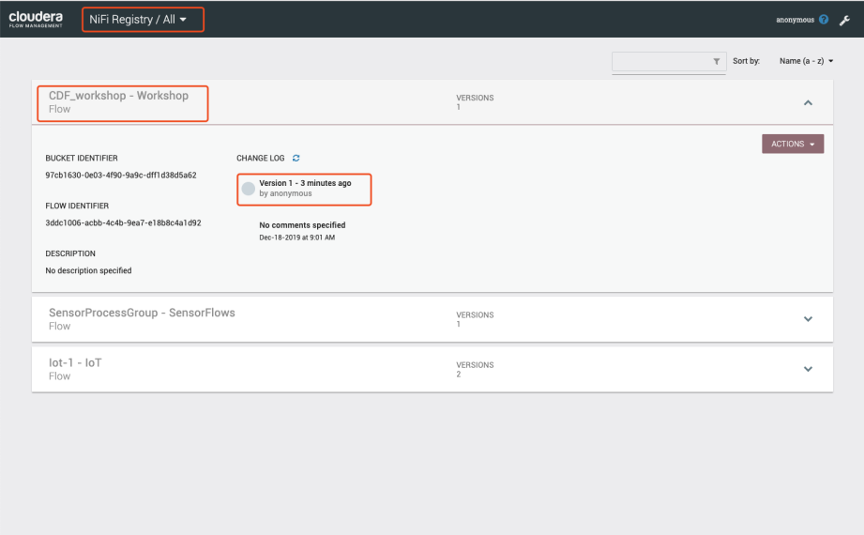 cloudera
FLOW MANAGEMENT
NiFi Registry / All
anonymous ?
Sort by: Name (a - z)
CDF_workshop - Workshop
Flow
VERSIONS
1
ACTIONS
BUCKET IDENTIFIER
97cb1630-0e03-4f90-9a9c-dff1d38d5a62
FLOW IDENTIFIER
3ddc1006-acbb-4c4b-9ea7-e18b8c4a1d92
DESCRIPTION
No description specified
CHANGE LOG
Version 1 - 3 minutes ago
by anonymous
No comments specified
Dec-18-2019 at 9:01 AM
SensorProcessGroup - SensorFlows
Flow
VERSIONS
1
Iot-1 - IoT
Flow
VERSIONS
2